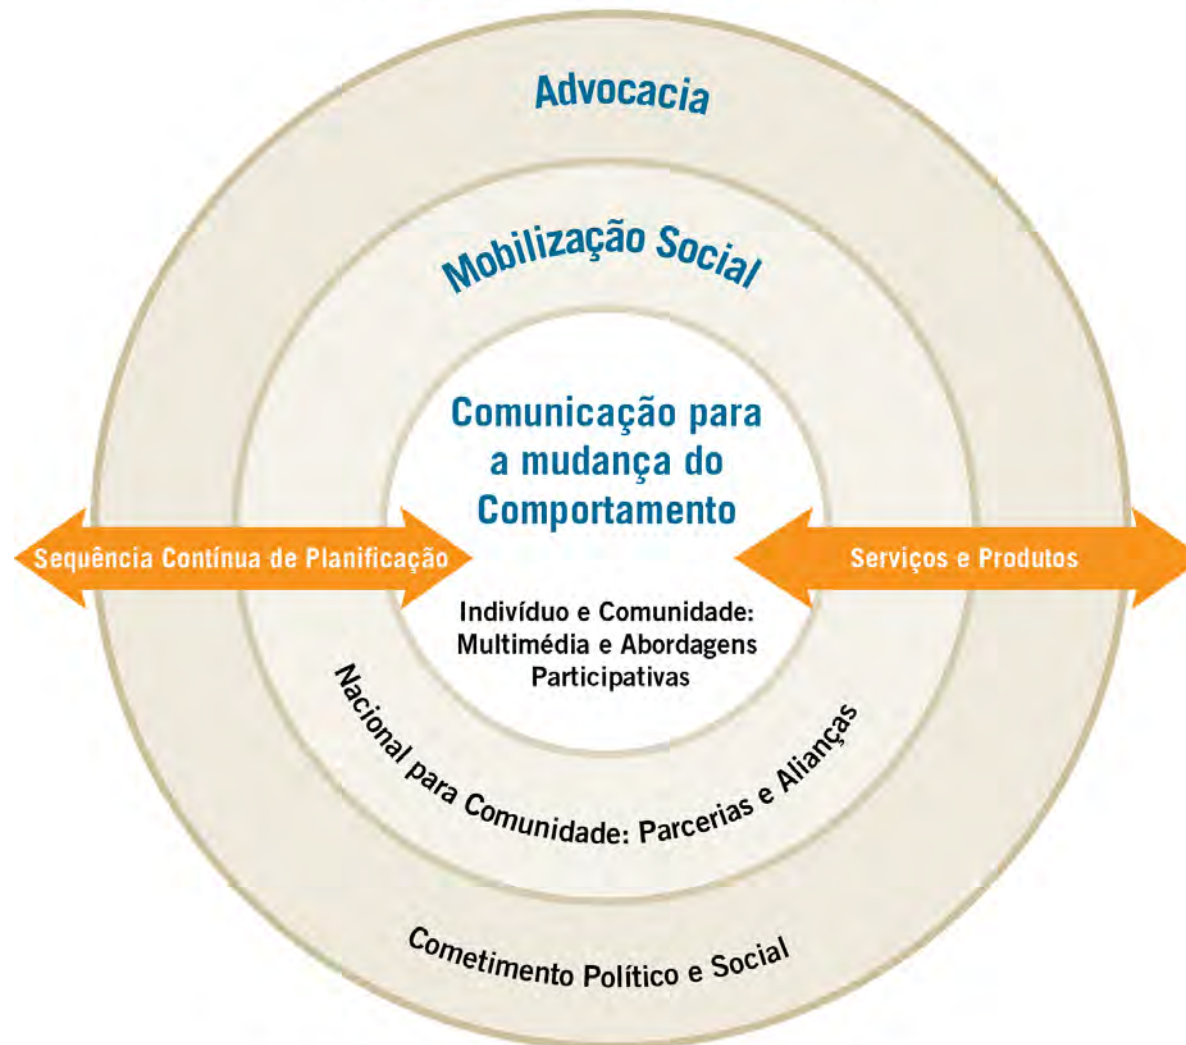 Advocacia
Mobilização Social
Comunicação para
a mudança do
Comportamento
Sequência Contínua de Planificação
Serviços e Produtos
Indivíduo e Comunidade:
Multimédia e Abordagens
Participativas
Nacional para Comunidade: Parcerias e Alianças
Cometimento Político e Social